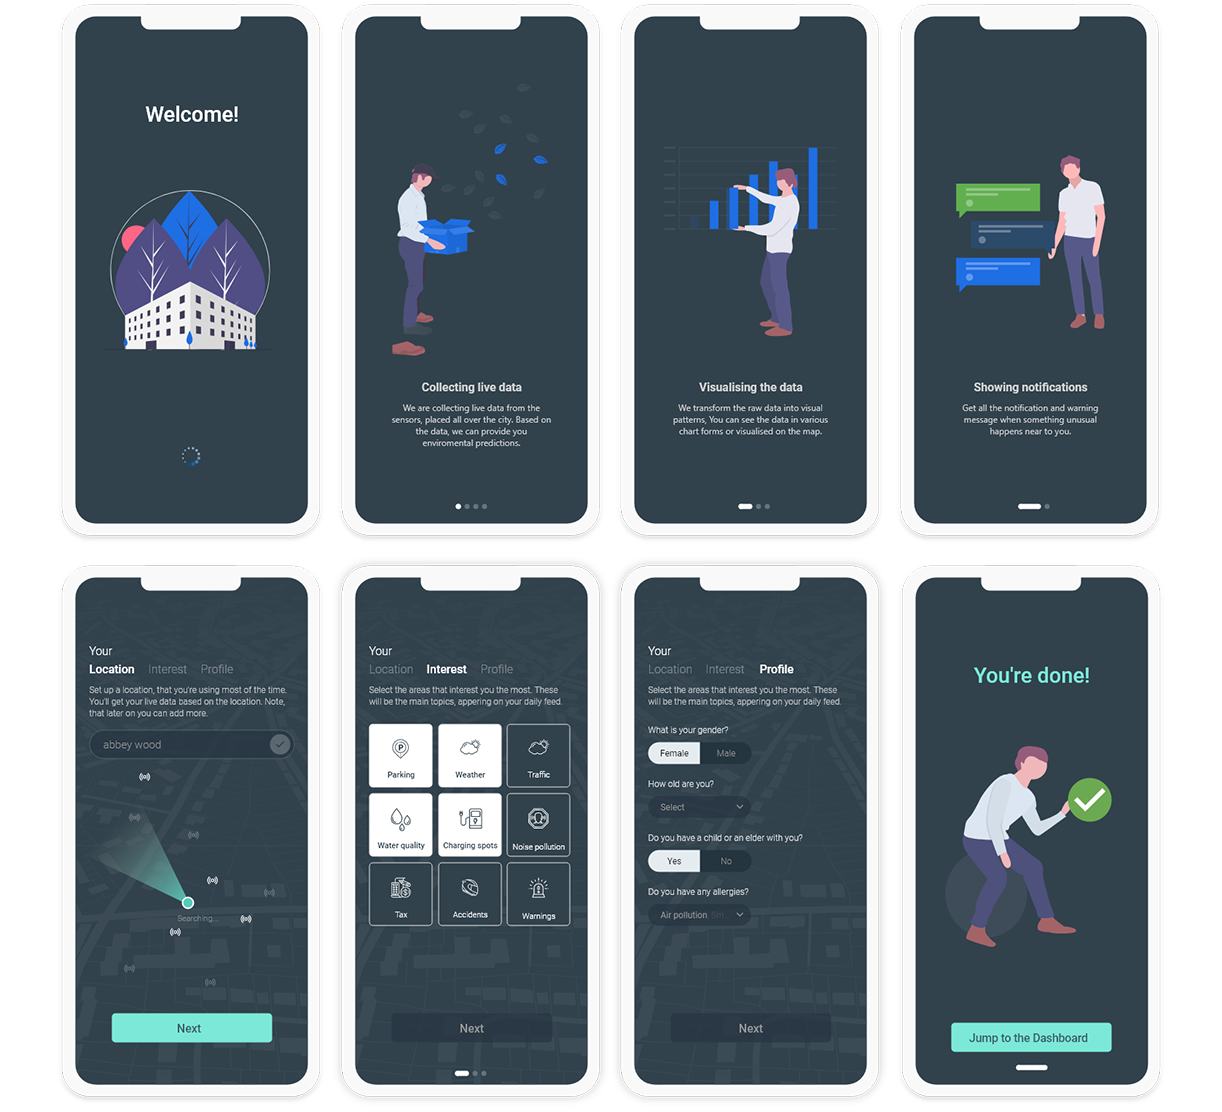 Welcome!
Collecting live data
We are collecting live data from the
sensors, placed all over the city. Based on
the data, we can provide you
enviromental predictions.
Visualising the data
We transform the raw data into visual
patterns, You can see the data in various
chart forms or visualised on the map.
Showing notifications
Get all the notification and warning
message when something unusual
happens near to you.
Your
Location Interest Profile
Set up a location, that you're using most of the time.
You'll get your live data based on the location. Note,
that later on you can add more.
abbey wood
Searching...
Next
Your
Location Interest Profile
Select the areas that interest you the most. These
will be the main topics, appering on your daily feed.
Parking Weather Traffic
Water quality Charging spots Noise pollution
Tax Accidents Warnings
Next
Your
Location Interest Profile
Select the areas that interest you the most. These
will be the main topics, appering on your daily feed.
What is your gender?
Female Male
How old are you?
Select
Do you have a child or an elder with you?
Yes No
Do you have any allergies?
Air pollution
Next
You're done!
Jump to the Dashboard